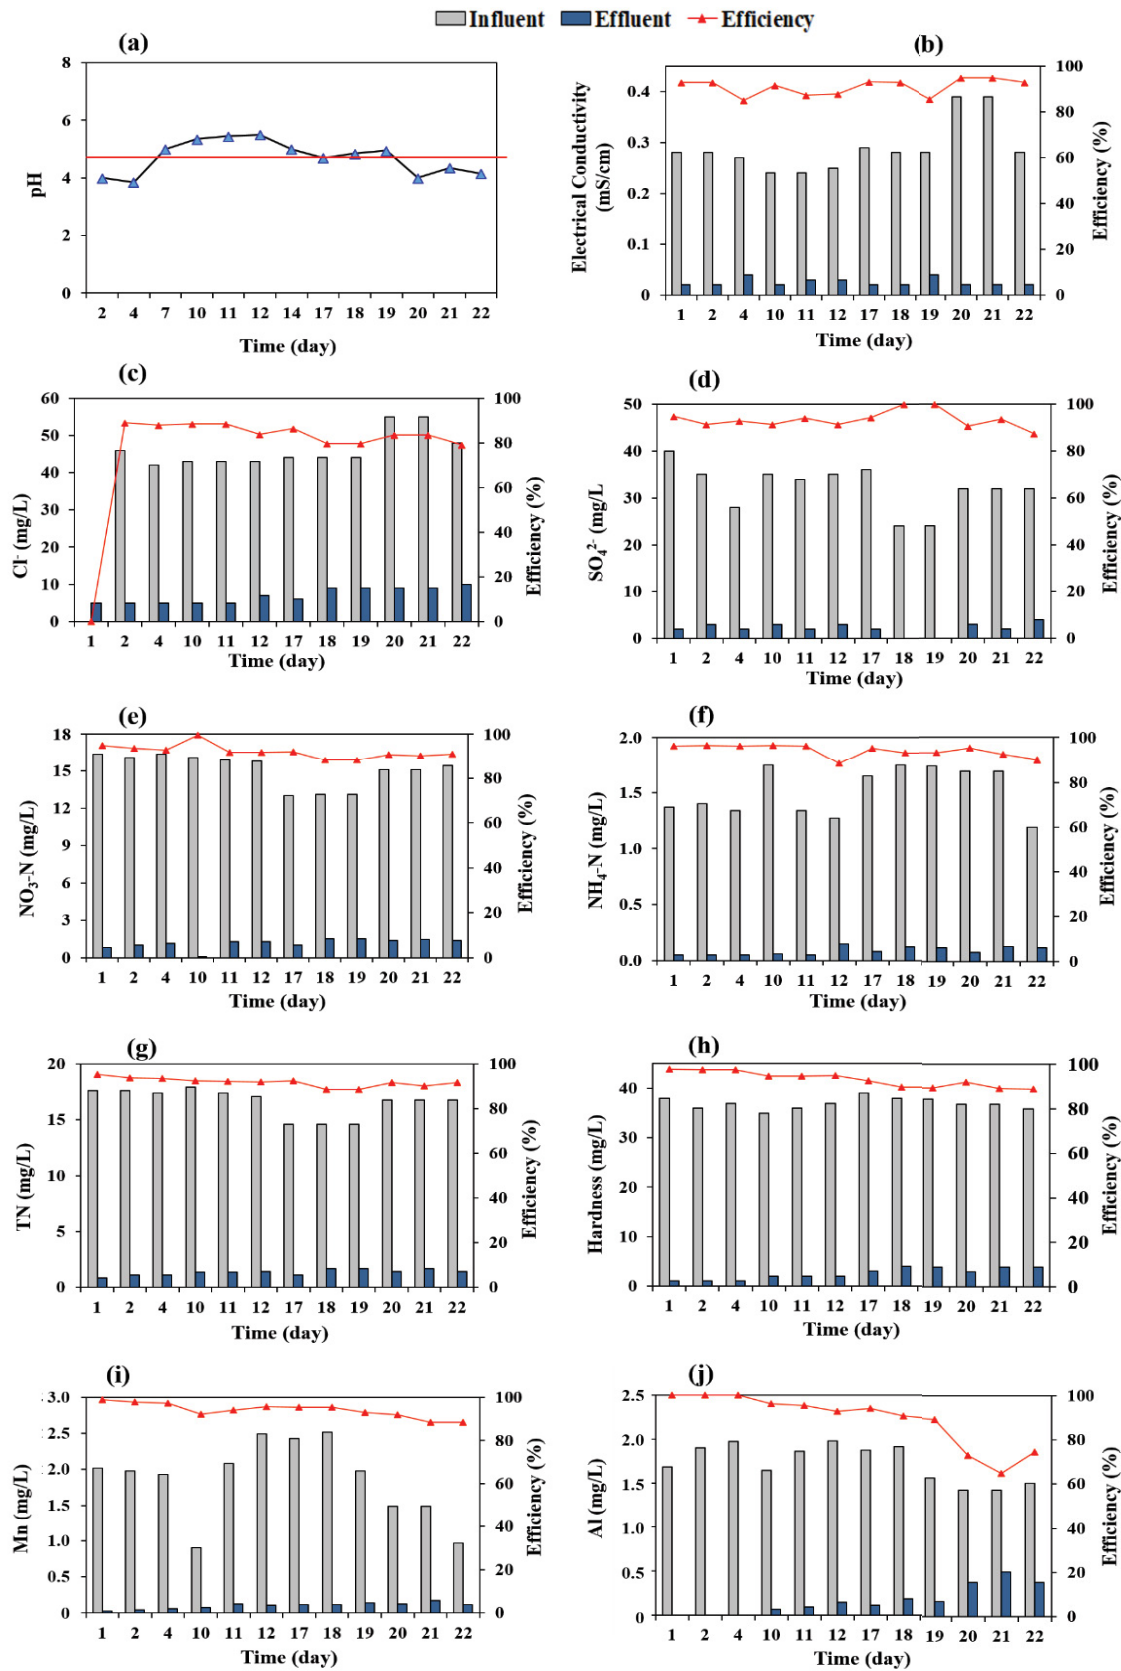 Influent Effluent Efficiency
(a)
8
6
4
2
0
pH
2 4 7 10 11 12 14 17 18 19 20 21 22
Time (day)
(b)
0.4
0.3
0.2
0.1
0
Electrical Conductivity
(mS/cm)
100
80
60
40
20
0
Efficiency (%)
1 2 4 10 11 12 17 18 19 20 21 22
Time (day)
(c)
60
50
40
30
20
10
0
Cl⁻ (mg/L)
100
80
60
40
20
0
Efficiency (%)
1 2 4 10 11 12 17 18 19 20 21 22
Time (day)
(d)
50
40
30
20
10
0
SO₄²⁻ (mg/L
100
80
60
40
20
0
Efficiency (%)
1 2 4 10 11 12 17 18 19 20 21 22
Time (day)
(e)
18
15
12
9
6
3
0
NO₃-N (mg/L)
100
80
60
40
20
0
Efficiency (%)
1 2 4 10 11 12 17 18 19 20 21 22
Time (day)
(f)
2.0
1.5
1.0
0.5
0.0
NH₄-N (mg/L)
100
80
60
40
20
0
Efficiency (%)
1 2 4 10 11 12 17 18 19 20 21 22
Time (day)
(g)
20
15
10
5
0
TN (mg/L)
100
80
60
40
20
0
Efficiency (%)
1 2 4 10 11 12 17 18 19 20 21 22
Time (day)
(h)
40
30
20
10
0
Hardness (mg/L)
100
80
60
40
20
0
Efficiency (%)
1 2 4 10 11 12 17 18 19 20 21 22
Time (day)
(i)
3.0
2.5
2.0
1.5
1.0
0.5
0
Mn (mg/L)
100
80
60
40
20
0
Efficiency (%)
1 2 4 10 11 12 17 18 19 20 21 22
Time (day)
(j)
2.5
2.0
1.5
1.0
0.5
0.0
Al (mg/L)
100
80
60
40
20
0
Efficiency (%)
1 2 4 10 11 12 17 18 19 20 21 22
Time (day)